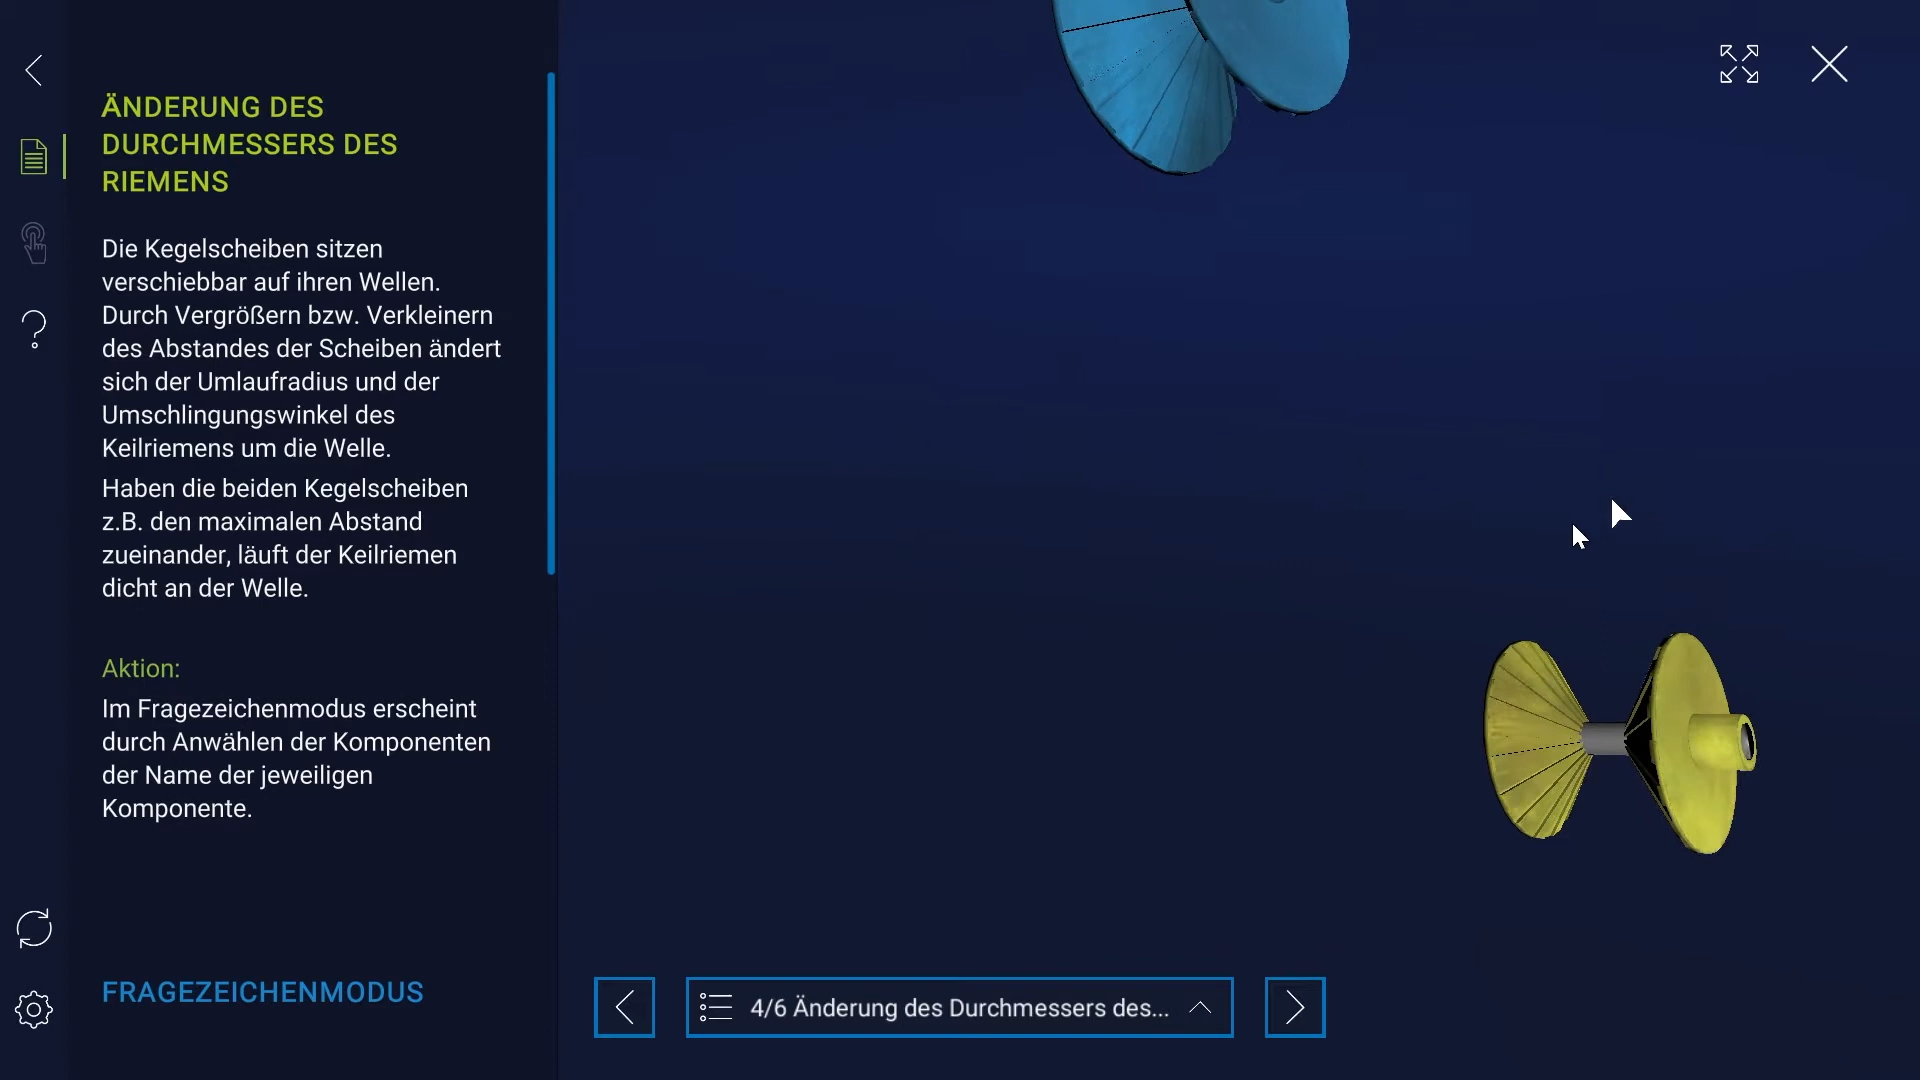 ÄNDERUNG DES
DURCHMESSERS DES
RIEMENS
Die Kegelscheiben sitzen
verschiebbar auf ihren Wellen.
Durch Vergrößern bzw. Verkleinern
des Abstandes der Scheiben ändert
sich der Umlaufradius und der
Umschlingungswinkel des
Keilriemens um die Welle.
Haben die beiden Kegelscheiben
z.B. den maximalen Abstand
zueinander, läuft der Keilriemen
dicht an der Welle.
Aktion:
Im Fragezeichenmodus erscheint
durch Anwählen der Komponenten
der Name der jeweiligen
Komponente.
FRAGEZEICHENMODUS
4/6 Änderung des Durchmessers des...